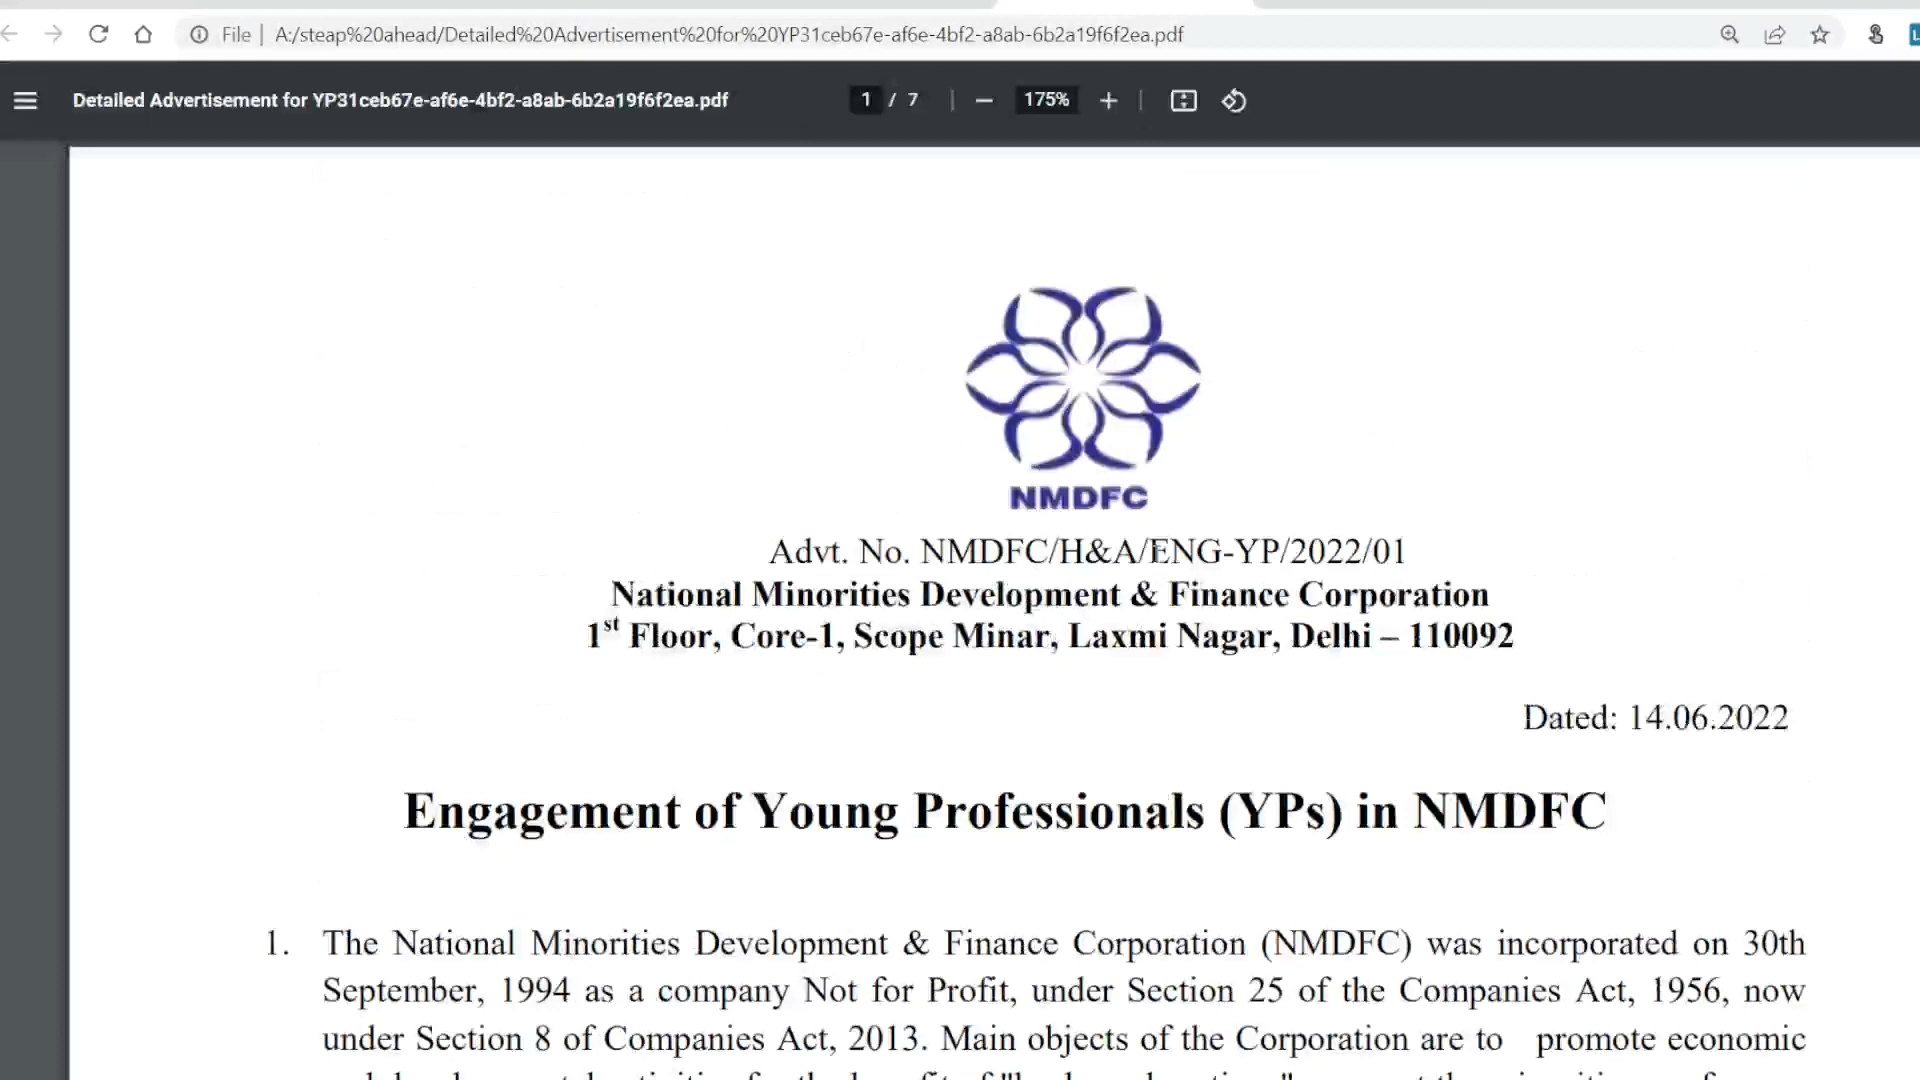 File | A:/steap%20ahead/Detailed%20Advertisement%20for%20YP31ceb67e-af6e-4bf2-a8ab-6b2a19f6f2ea.pdf
Detailed Advertisement for YP31ceb67e-af6e-4bf2-a8ab-6b2a19f6f2ea.pdf 1 / 7 | − 175% + |
NMDFC
Advt. No. NMDFC/H&A/ENG-YP/2022/01
National Minorities Development & Finance Corporation
1st Floor, Core-1, Scope Minar, Laxmi Nagar, Delhi – 110092
Dated: 14.06.2022
Engagement of Young Professionals (YPs) in NMDFC
1. The National Minorities Development & Finance Corporation (NMDFC) was incorporated on 30th
September, 1994 as a company Not for Profit, under Section 25 of the Companies Act, 1956, now
under Section 8 of Companies Act, 2013. Main objects of the Corporation are to promote economic